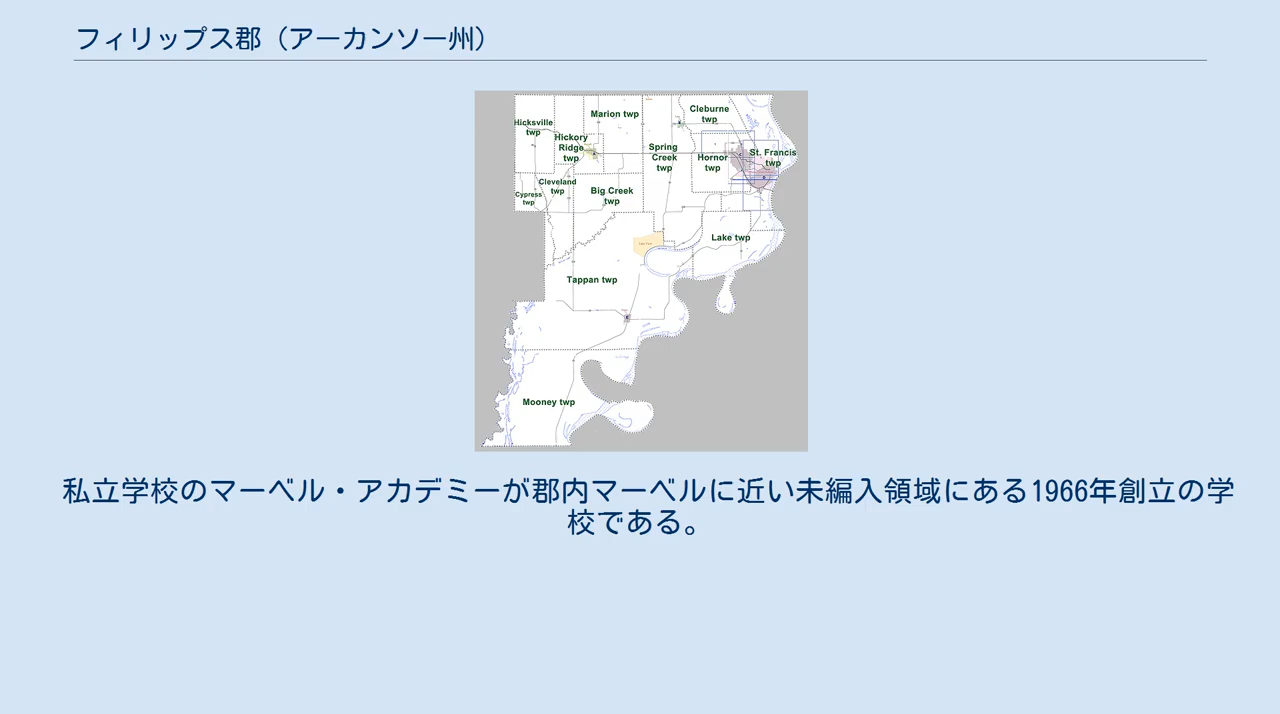 フィリップス郡（アーカンソー州）
Marion twp
Cleburne
twp
Hicksville
twp
Hickory
Ridge
twp
Spring
Creek
twp
Hornor
twp
St. Francis
twp
Cleveland
twp
Cypress
twp
Big Creek
twp
Lake twp
Tappan twp
Mooney twp
私立学校のマーベル・アカデミーが郡内マーベルに近い未編入領域にある1966年創立の学
校である。